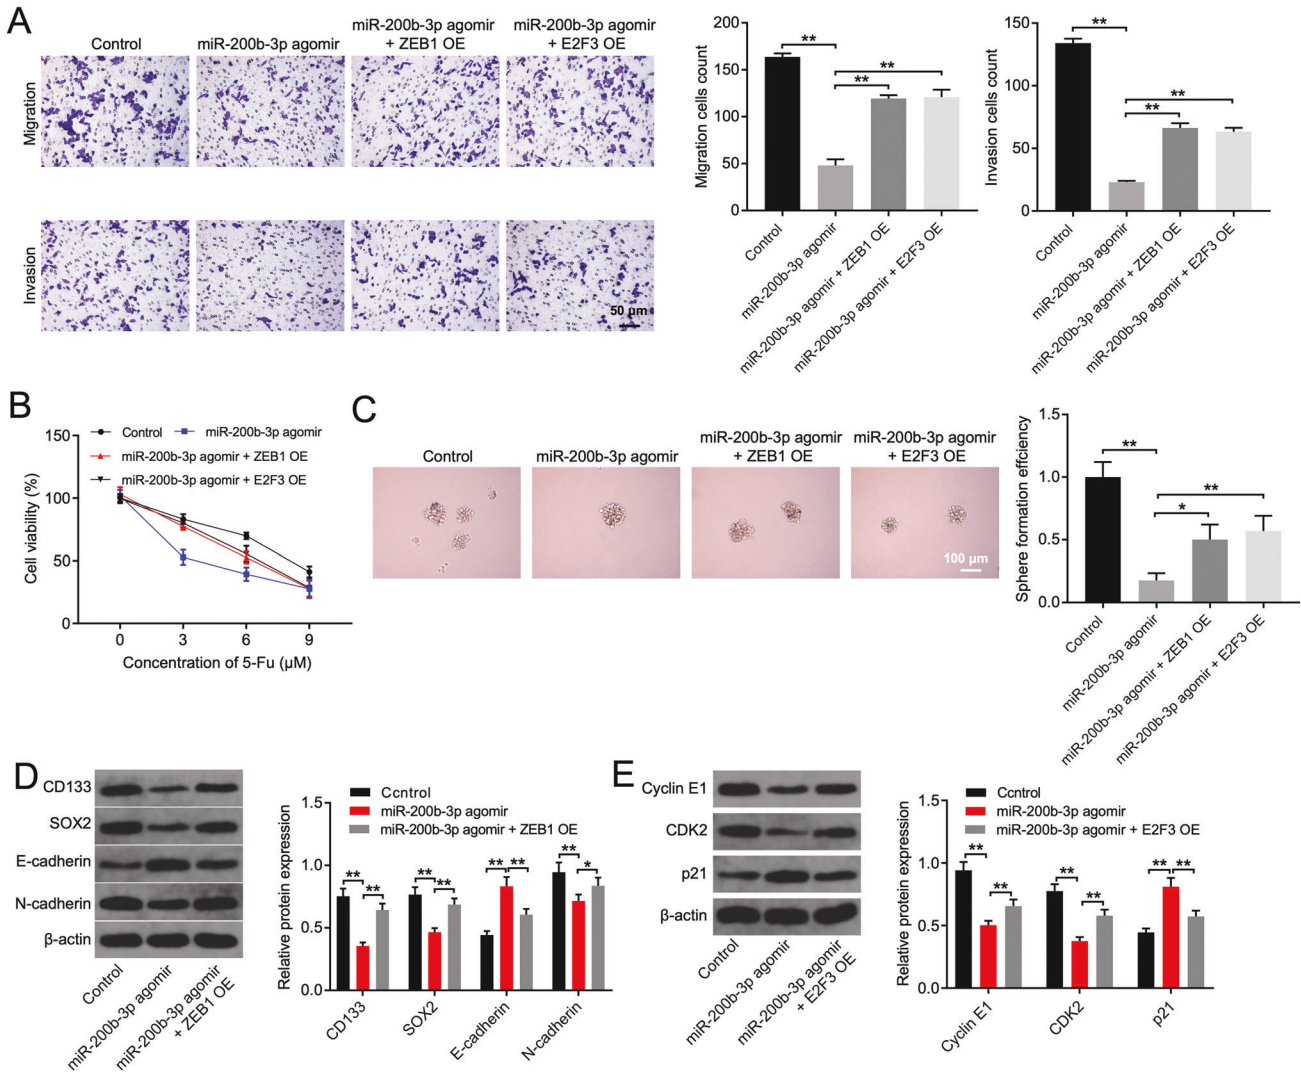 A
Control
miR-200b-3p agomir
miR-200b-3p agomir
+ ZEB1 OE
miR-200b-3p agomir
+ E2F3 OE
Migration
Invasion
50 µm
Migration cells count
200
150
100
50
0
**
**
**
Control
miR-200b-3p agomir
miR-200b-3p agomir + ZEB1 OE
miR-200b-3p agomir + E2F3 OE
Invasion cells count
150
100
50
0
**
**
**
Control
miR-200b-3p agomir
miR-200b-3p agomir + ZEB1 OE
miR-200b-3p agomir + E2F3 OE
B
Control
miR-200b-3p agomir
miR-200b-3p agomir + ZEB1 OE
miR-200b-3p agomir + E2F3 OE
Cell viability (%)
150
100
50
0
0 3 6 9
Concentration of 5-Fu (µM)
C
Control
miR-200b-3p agomir
miR-200b-3p agomir
+ ZEB1 OE
miR-200b-3p agomir
+ E2F3 OE
100 µm
Sphere formation effciency
1.5
1.0
0.5
0.0
**
**
*
Control
miR-200b-3p agomir
miR-200b-3p agomir + ZEB1 OE
miR-200b-3p agomir + E2F3 OE
D
CD133
SOX2
E-cadherin
N-cadherin
β-actin
Control
miR-200b-3p agomir
miR-200b-3p agomir
+ ZEB1 OE
Relative protein expression
1.5
1.0
0.5
0.0
Control
miR-200b-3p agomir
miR-200b-3p agomir + ZEB1 OE
** **
** **
** **
** *
CD133
SOX2
E-cadherin
N-cadherin
E
Cyclin E1
CDK2
p21
β-actin
Control
miR-200b-3p agomir
miR-200b-3p agomir
+ E2F3 OE
Relative protein expression
1.5
1.0
0.5
0.0
Control
miR-200b-3p agomir
miR-200b-3p agomir + E2F3 OE
** **
** **
** **
Cyclin E1
CDK2
p21